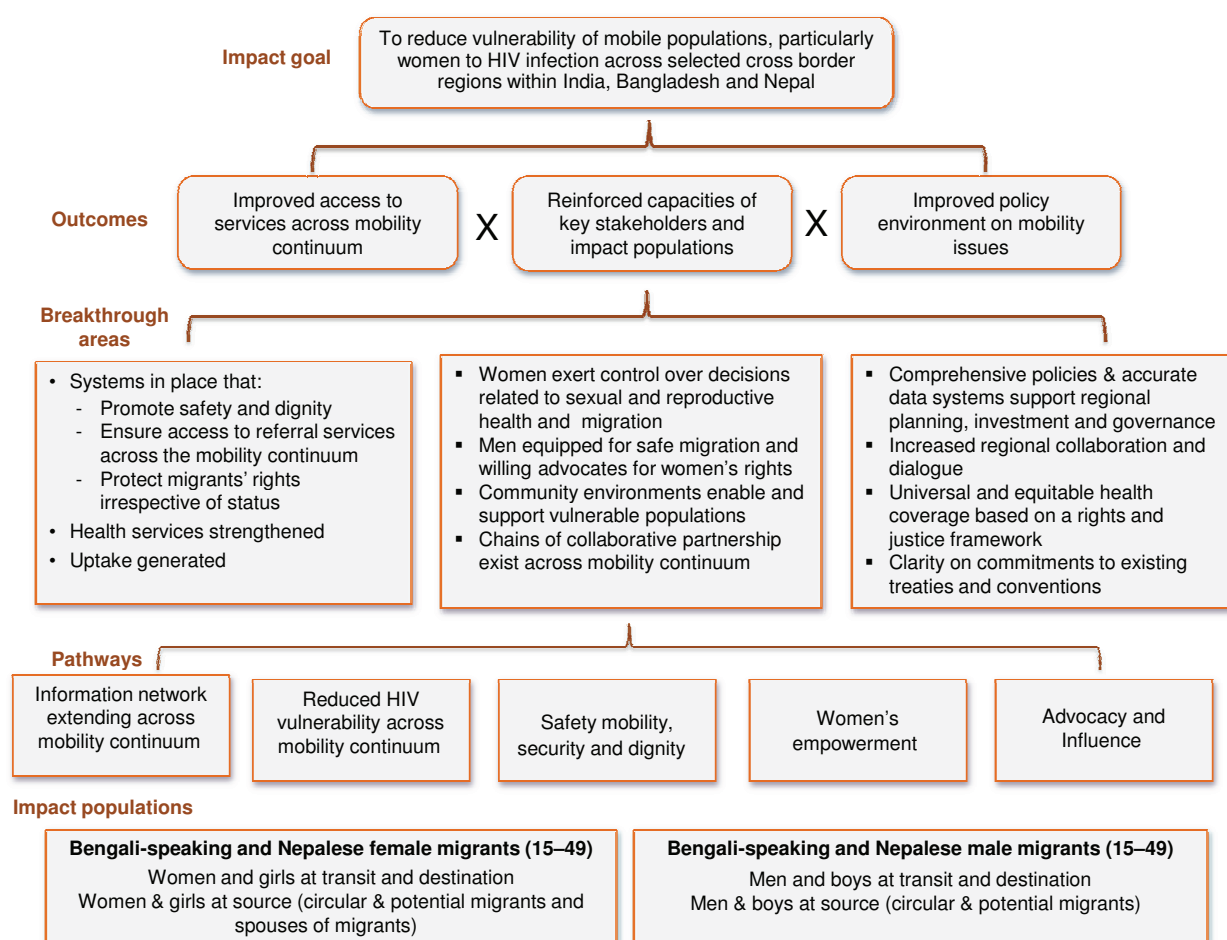 Impact goal
To reduce vulnerability of mobile populations, particularly
women to HIV infection across selected cross border
regions within India, Bangladesh and Nepal
Outcomes
Improved access to
services across mobility
continuum
X
Reinforced capacities of
key stakeholders and
impact populations
X
Improved policy
environment on mobility
issues
Breakthrough
areas
• Systems in place that:
- Promote safety and dignity
- Ensure access to referral services
across the mobility continuum
- Protect migrants' rights
irrespective of status
• Health services strengthened
• Uptake generated
▪ Women exert control over decisions
related to sexual and reproductive
health and migration
▪ Men equipped for safe migration and
willing advocates for women's rights
▪ Community environments enable and
support vulnerable populations
▪ Chains of collaborative partnership
exist across mobility continuum
▪ Comprehensive policies & accurate
data systems support regional
planning, investment and governance
▪ Increased regional collaboration and
dialogue
▪ Universal and equitable health
coverage based on a rights and
justice framework
▪ Clarity on commitments to existing
treaties and conventions
Pathways
Information network
extending across
mobility continuum
Reduced HIV
vulnerability across
mobility continuum
Safety mobility,
security and dignity
Women's
empowerment
Advocacy and
Influence
Impact populations
Bengali-speaking and Nepalese female migrants (15–49)
Women and girls at transit and destination
Women & girls at source (circular & potential migrants and
spouses of migrants)
Bengali-speaking and Nepalese male migrants (15–49)
Men and boys at transit and destination
Men & boys at source (circular & potential migrants)